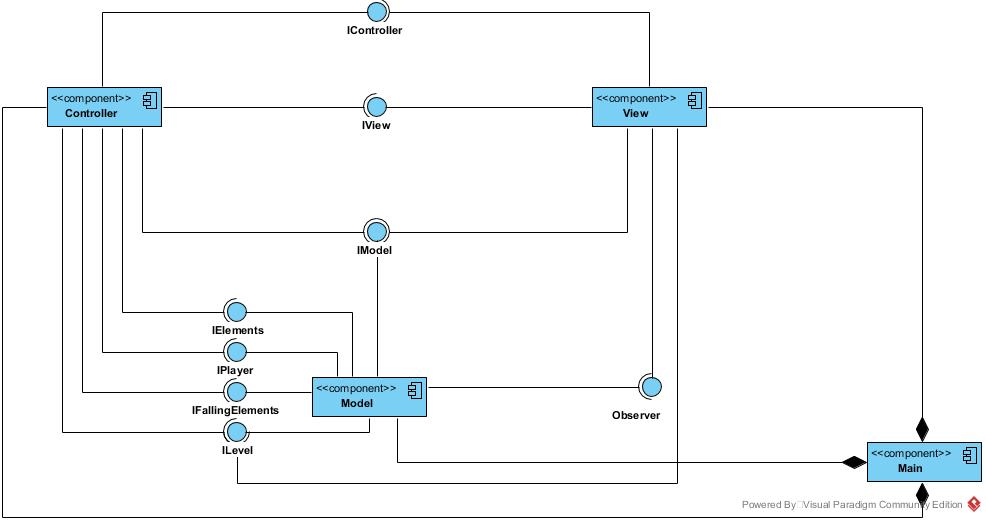 IController
<<component>>
Controller
<<component>>
View
IView
IModel
IElements
IPlayer
<<component>>
Model
IFallingElements
Observer
ILevel
<<component>>
Main
Powered By Visual Paradigm Community Edition